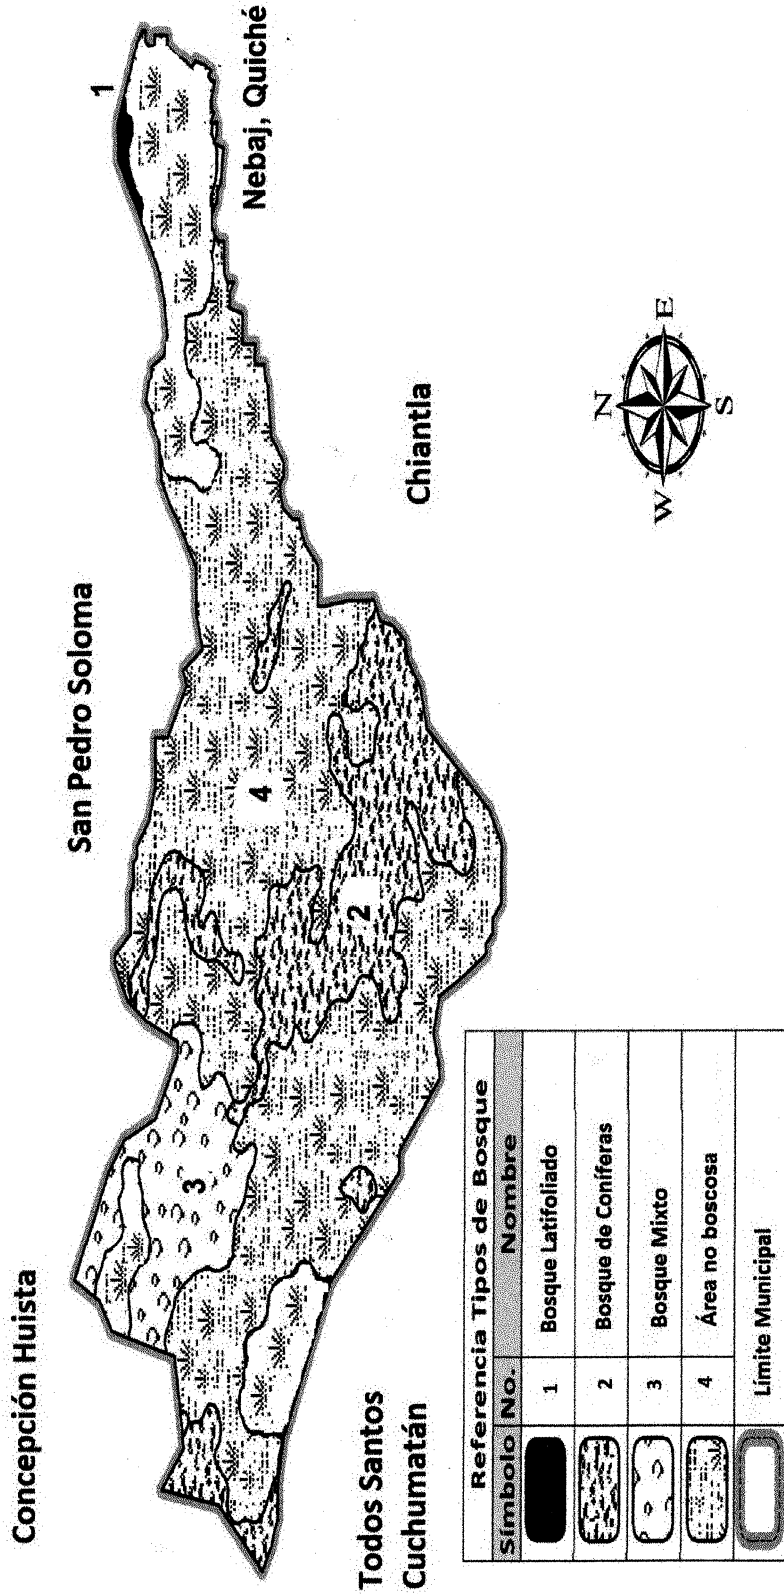 Concepción Huista
San Pedro Soloma
1
Nebaj, Quiché
3
4
2
Chiantla
Todos Santos
Cuchumatán
N
W E
S
Referencia Tipos de Bosque
Símbolo No. Nombre
1 Bosque Latifoliado
2 Bosque de Coníferas
3 Bosque Mixto
4 Área no boscosa
Límite Municipal